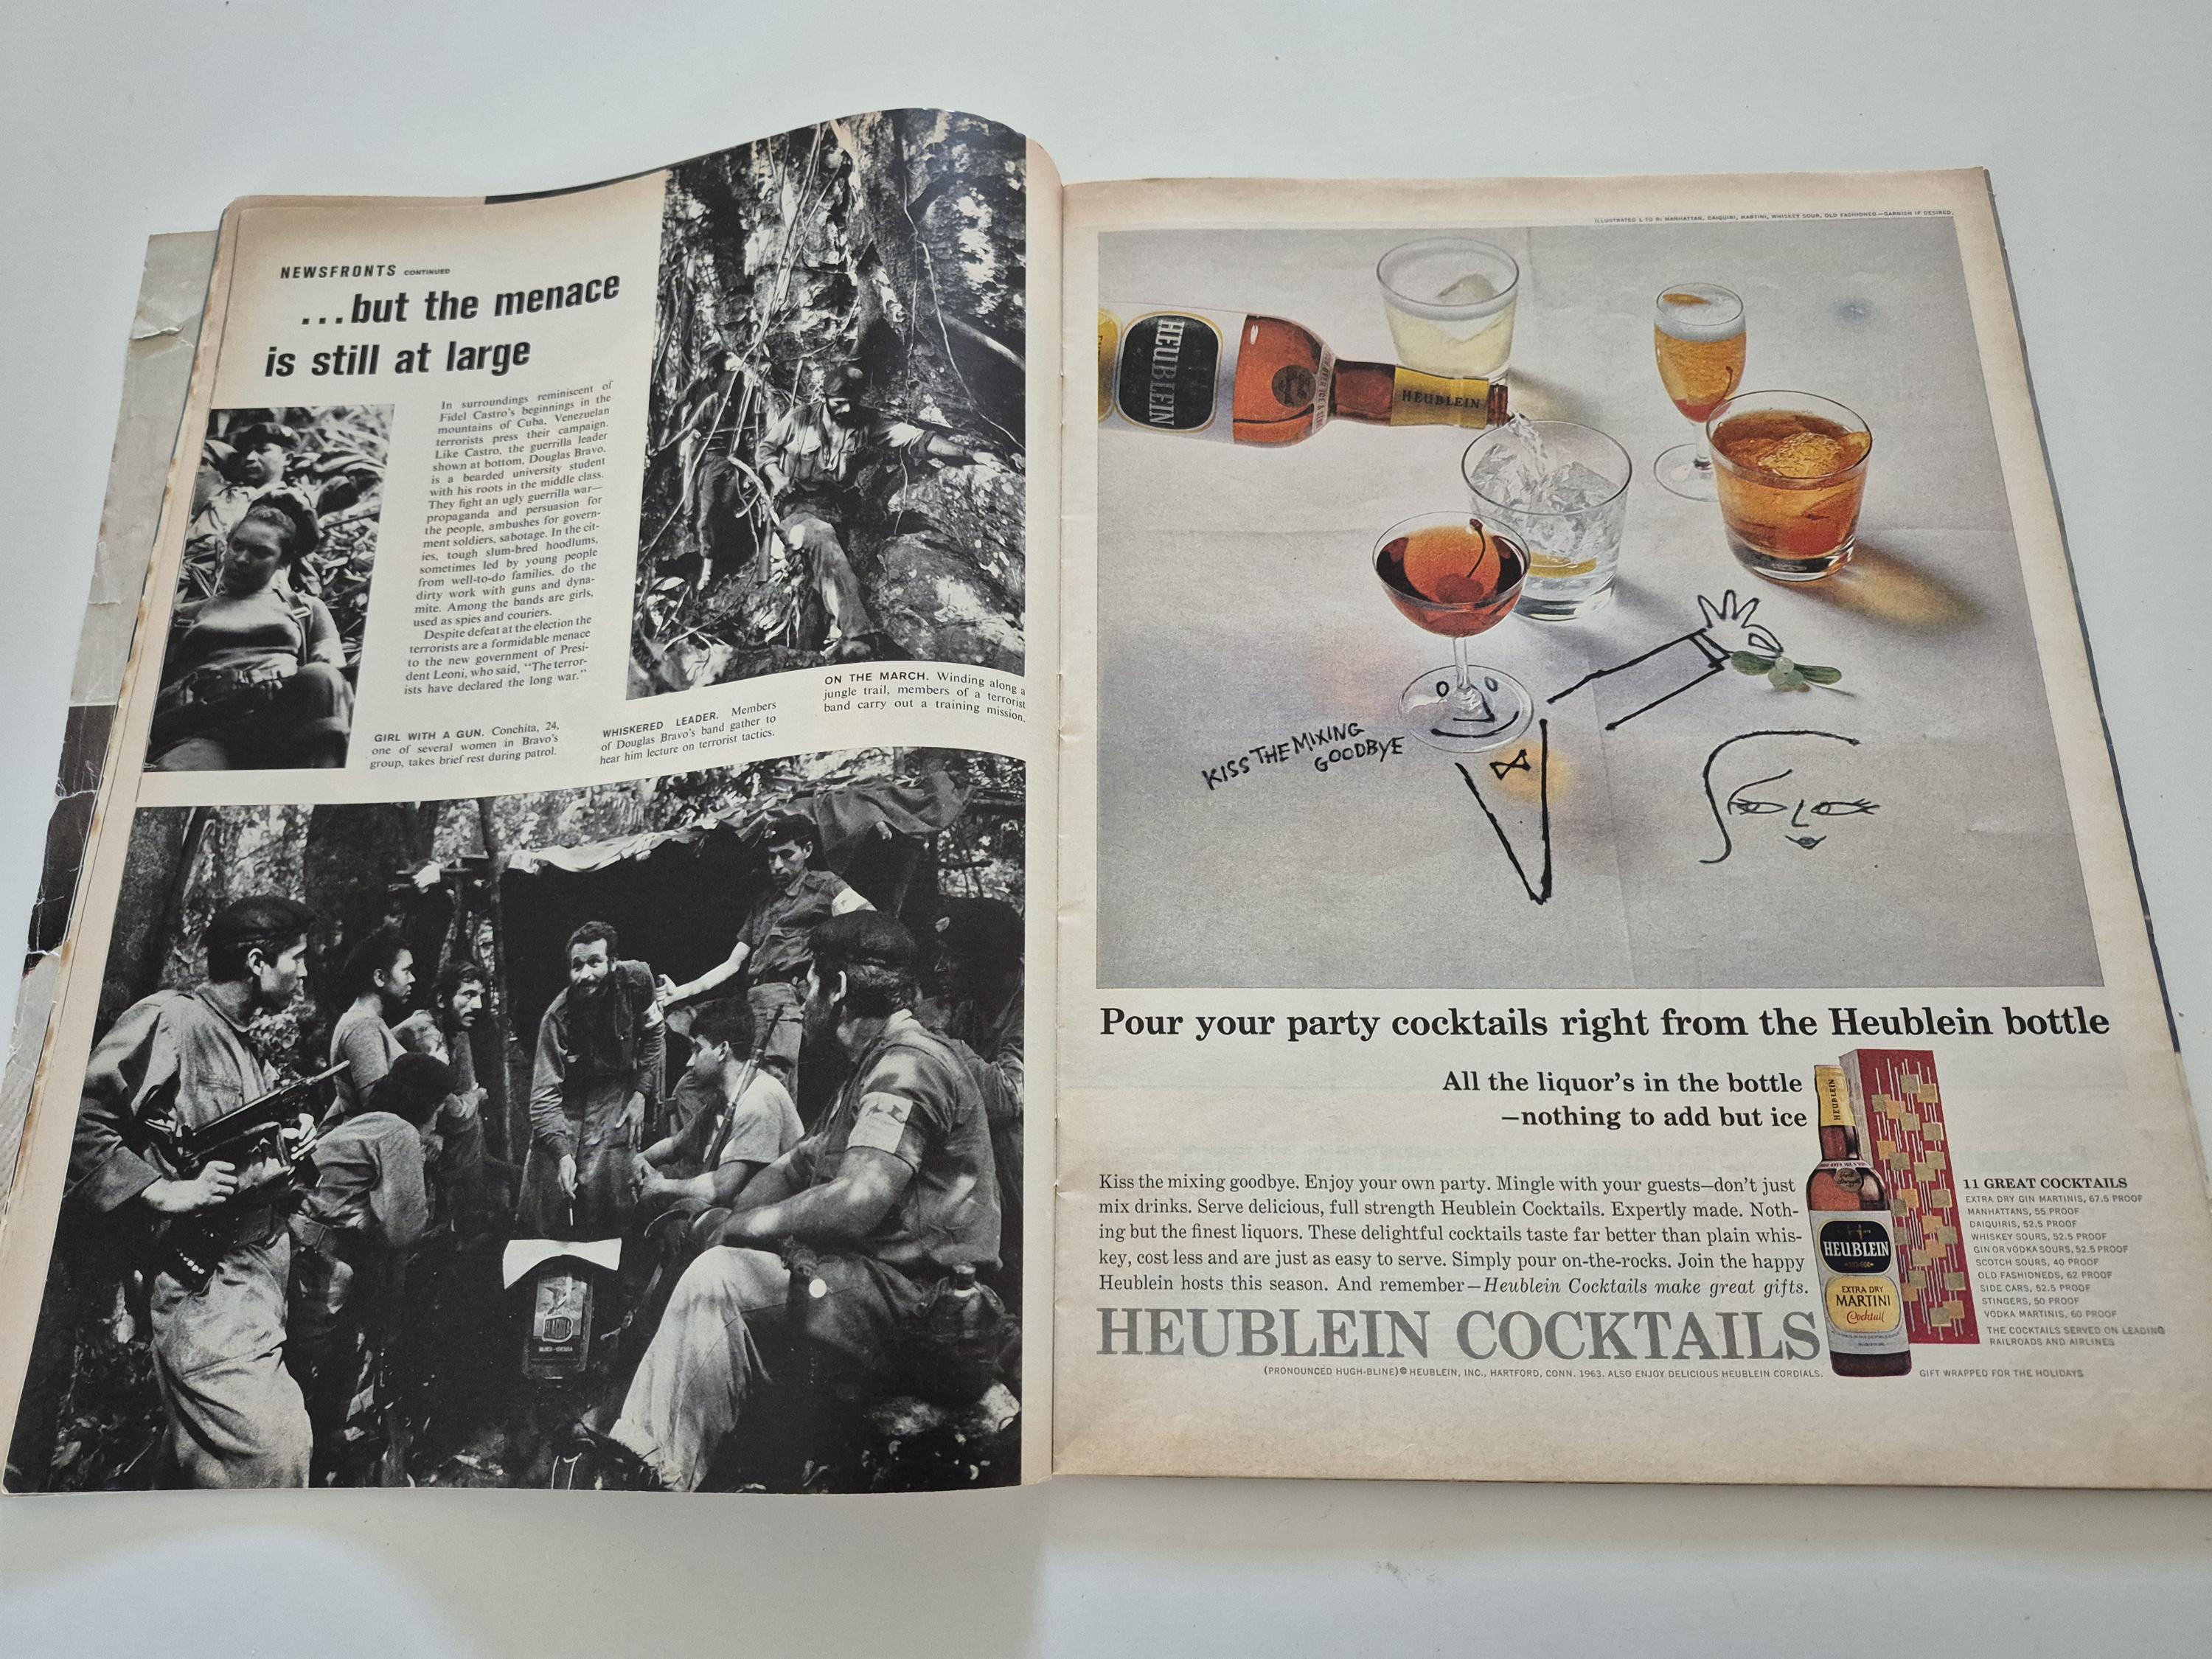 NEWSFRONTS CONTINUED
...but the menace
is still at large
In surroundings reminiscent of
Fidel Castro's beginnings in the
mountains of Cuba, Venezuelan
terrorists press their campaign.
Like Castro, the guerrilla leader
shown at bottom, Douglas Bravo,
is a bearded university student
with his roots in the middle class.
They fight an ugly guerrilla war—
propaganda and persuasion for
the people, ambushes for govern-
ment soldiers, sabotage. In the cit-
ies, tough slum-bred hoodlums,
sometimes led by young people
from well-to-do families, do the
dirty work with guns and dyna-
mite. Among the bands are girls,
used as spies and couriers.
Despite defeat at the election the
terrorists are a formidable menace
to the new government of Presi-
dent Leoni, who said, "The terror-
ists have declared the long war."
GIRL WITH A GUN. Conchita, 24,
one of several women in Bravo's
group, takes brief rest during patrol.
WHISKERED LEADER. Members
of Douglas Bravo's band gather to
hear him lecture on terrorist tactics.
ON THE MARCH. Winding along a
jungle trail, members of a terrorist
band carry out a training mission.
ILLUSTRATED L TO R: MANHATTAN, DAIQUIRI, MARTINI, WHISKEY SOUR, OLD FASHIONED—GARNISH IF DESIRED.
HEUBLEIN
HEUBLEIN
KISS THE MIXING
GOODBYE
Pour your party cocktails right from the Heublein bottle
All the liquor's in the bottle
—nothing to add but ice
Kiss the mixing goodbye. Enjoy your own party. Mingle with your guests—don't just
mix drinks. Serve delicious, full strength Heublein Cocktails. Expertly made. Noth-
ing but the finest liquors. These delightful cocktails taste far better than plain whis-
key, cost less and are just as easy to serve. Simply pour on-the-rocks. Join the happy
Heublein hosts this season. And remember—Heublein Cocktails make great gifts.
HEUBLEIN COCKTAILS
(PRONOUNCED HUGH-BLINE)© HEUBLEIN, INC., HARTFORD, CONN. 1963. ALSO ENJOY DELICIOUS HEUBLEIN CORDIALS.
HEUBLEIN
HEUBLEIN
EXTRA DRY
MARTINI
Cocktail
11 GREAT COCKTAILS
EXTRA DRY GIN MARTINIS, 67.5 PROOF
MANHATTANS, 55 PROOF
DAIQUIRIS, 52.5 PROOF
WHISKEY SOURS, 52.5 PROOF
GIN OR VODKA SOURS, 52.5 PROOF
SCOTCH SOURS, 40 PROOF
OLD FASHIONEDS, 62 PROOF
SIDE CARS, 52.5 PROOF
STINGERS, 50 PROOF
VODKA MARTINIS, 60 PROOF
THE COCKTAILS SERVED ON LEADING
RAILROADS AND AIRLINES
GIFT WRAPPED FOR THE HOLIDAYS